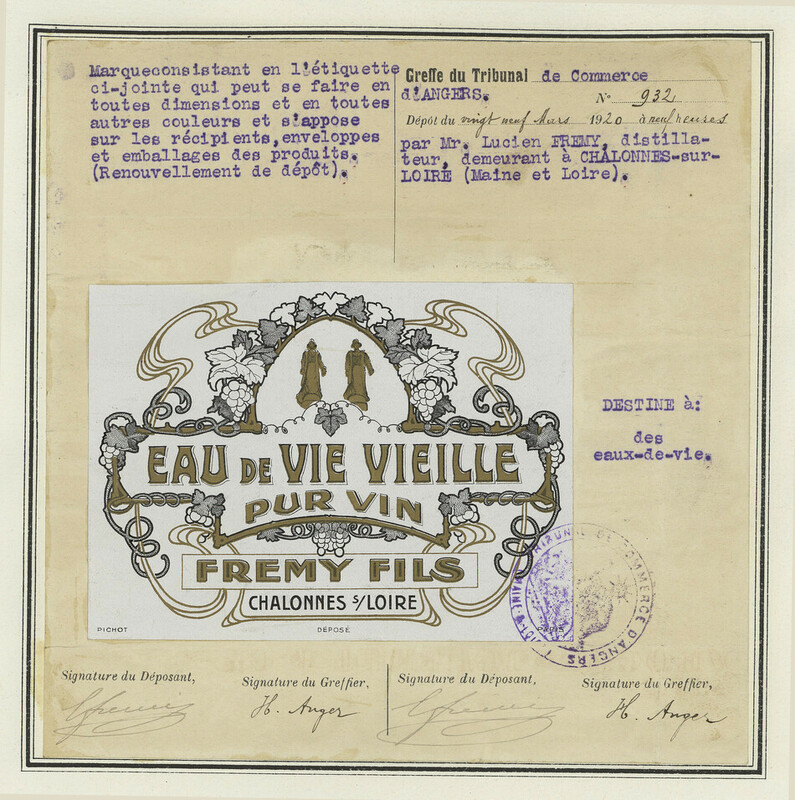 Marqueconsistant en l'étiquette
ci-jointe qui peut se faire en
toutes dimensions et en toutes
autres couleurs et s'appose
sur les récipients, enveloppes
et emballages des produits.
(Renouvellement de dépôt).
Greffe du Tribunal de Commerce
d'ANGERS.
N° 932
Dépôt du vingt neuf Mars 1920 à neuf heures
par Mr. Lucien FREMY, distilla-
teur, demeurant à CHALONNES-sur-
LOIRE (Maine et Loire).
EAU DE VIE VIEILLE
PUR VIN
FREMY FILS
CHALONNES S/LOIRE
PICHOT
DÉPOSÉ
DESTINE à:
des
eaux-de-vie.
TRIBUNAL DE COMMERCE D'ANGERS
Signature du Déposant,
Signature du Greffier,
H. Anger
Signature du Déposant,
Signature du Greffier,
H. Anger